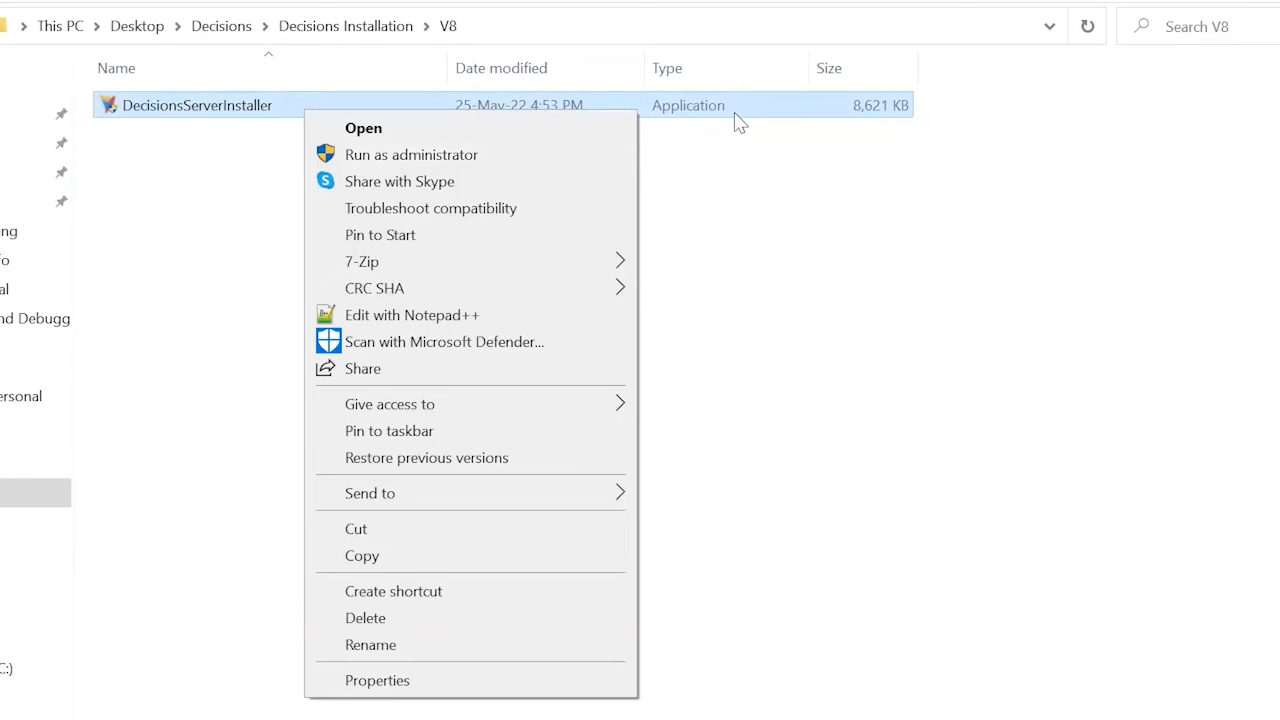 This PC > Desktop > Decisions > Decisions Installation > V8
Search V8
Name Date modified Type Size
DecisionsServerInstaller 25-May-22 4:53 PM Application 8,621 KB
Open
Run as administrator
Share with Skype
Troubleshoot compatibility
Pin to Start
7-Zip
CRC SHA
Edit with Notepad++
Scan with Microsoft Defender...
Share
Give access to
Pin to taskbar
Restore previous versions
Send to
Cut
Copy
Create shortcut
Delete
Rename
Properties
ng
o
al
nd Debugg
ersonal
C:)